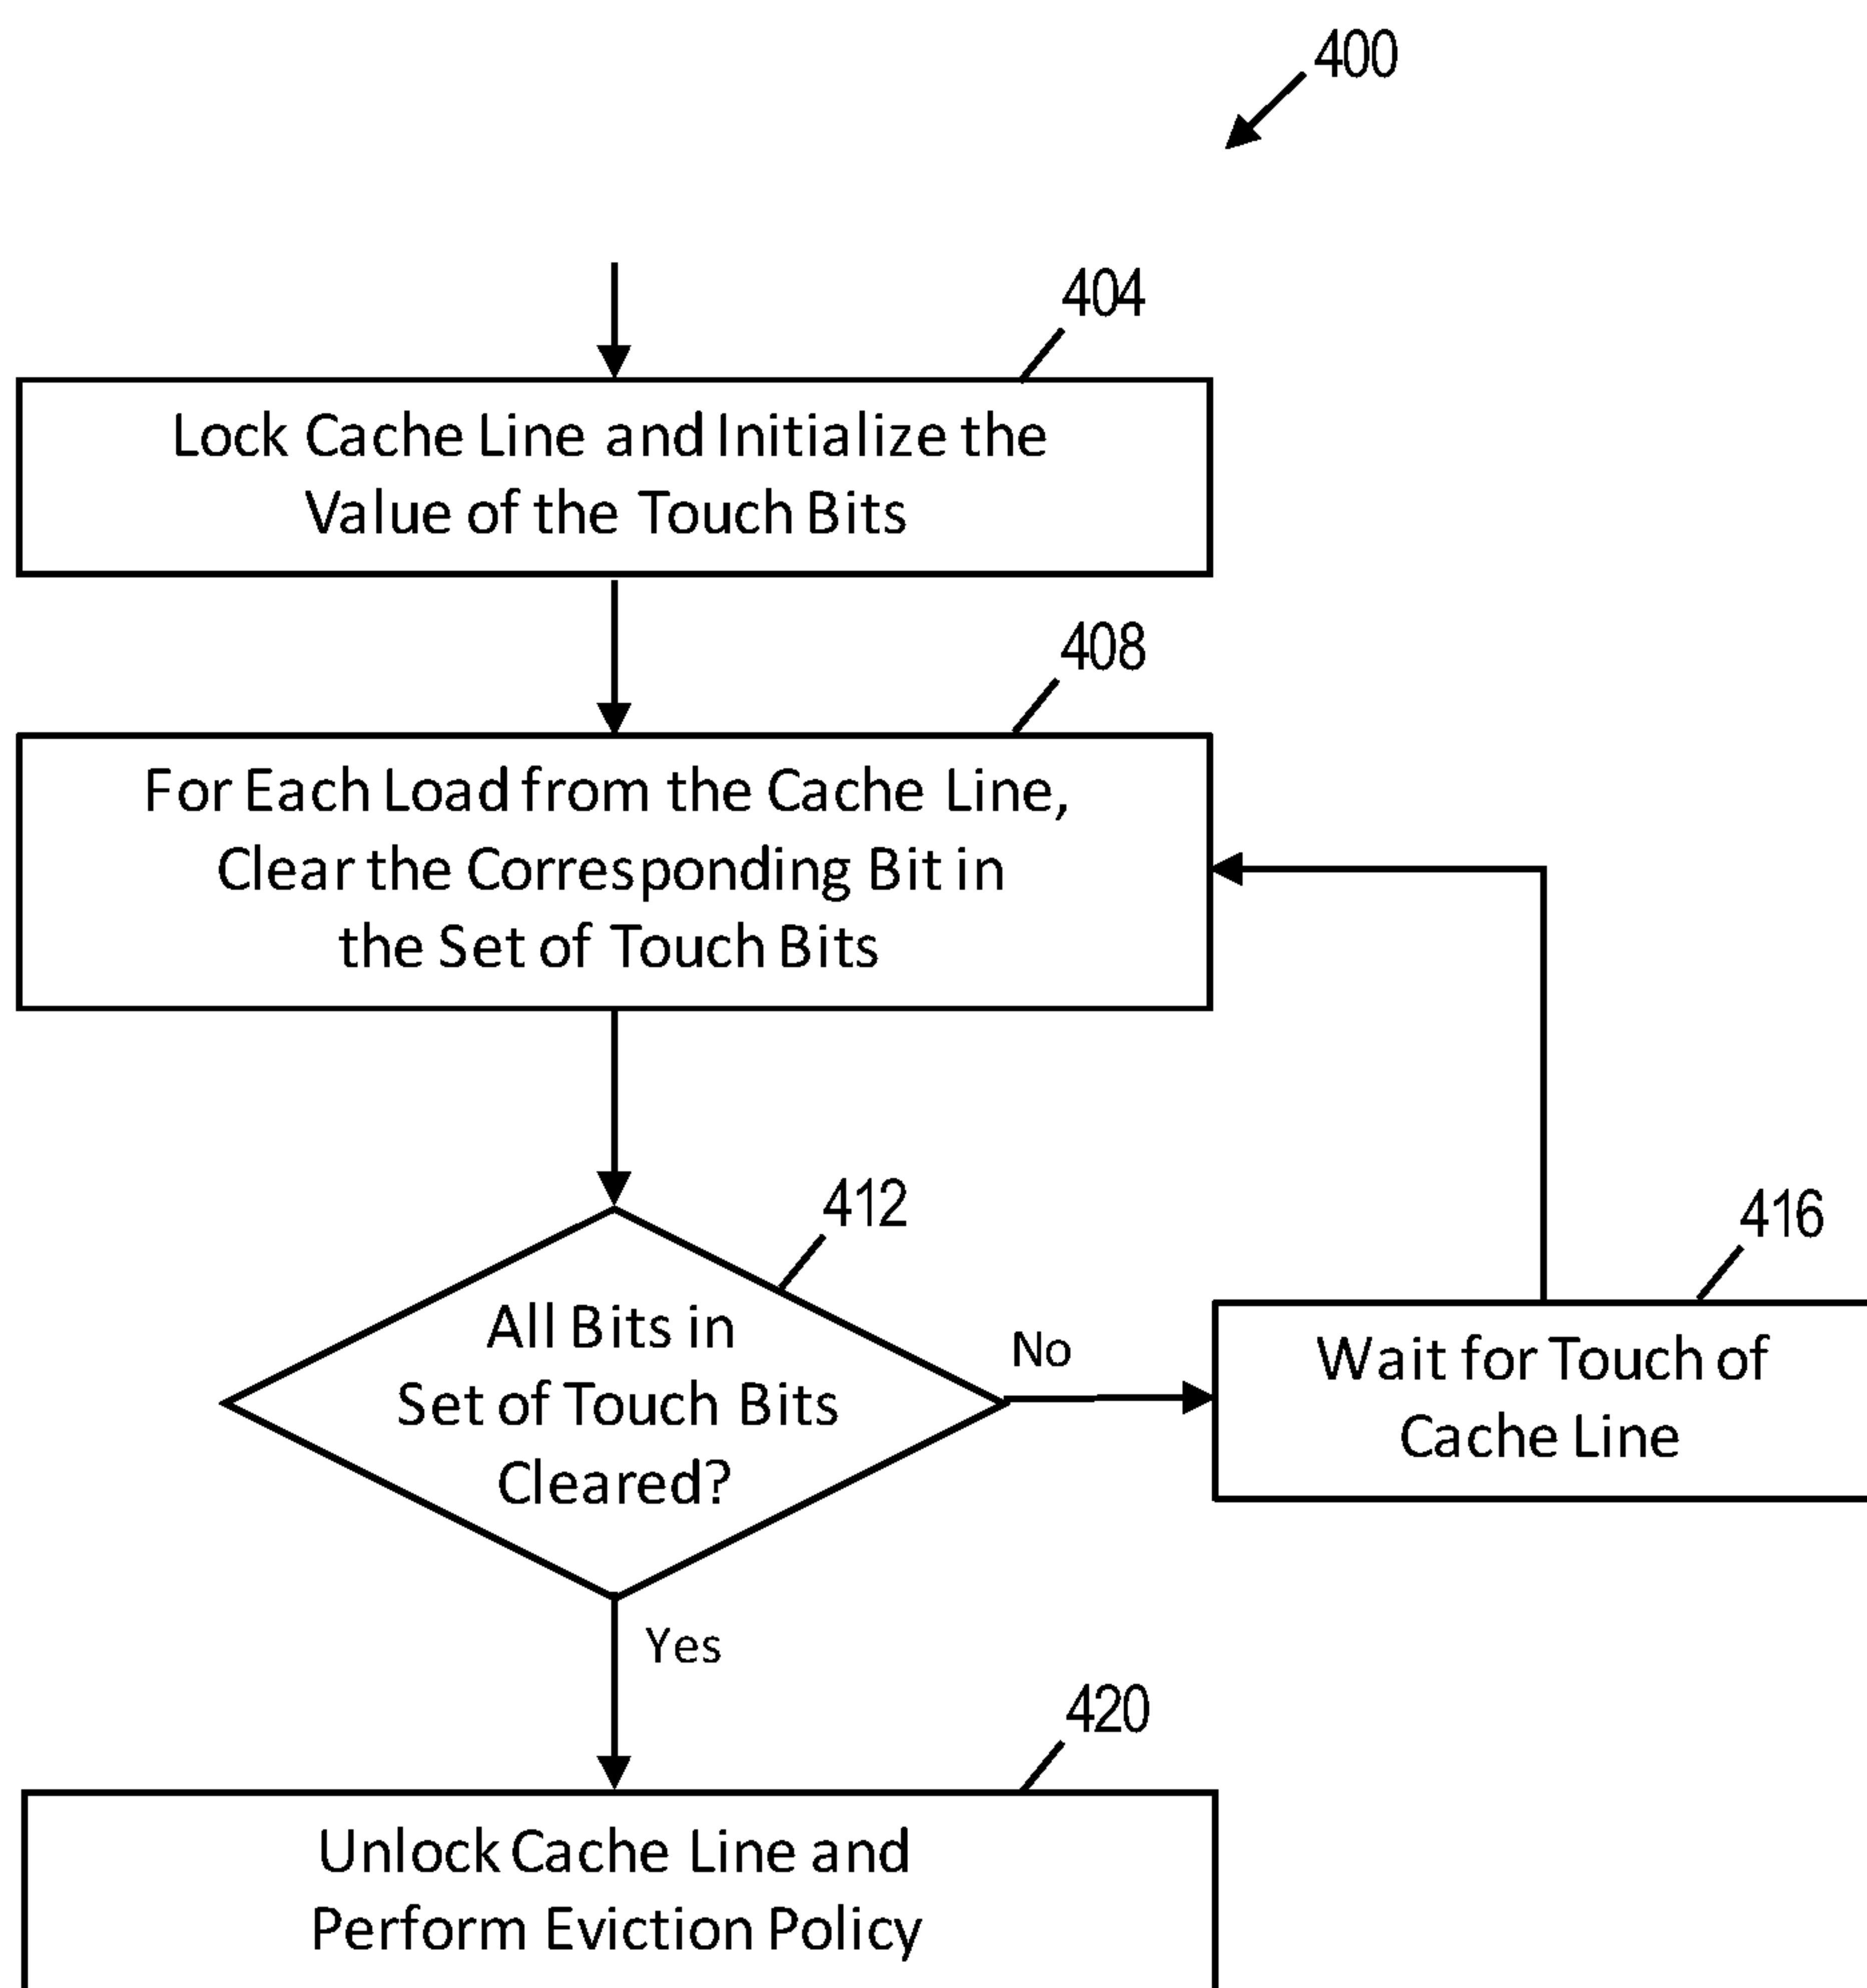 400
404
Lock Cache Line and Initialize the
Value of the Touch Bits
408
For Each Load from the Cache Line,
Clear the Corresponding Bit in
the Set of Touch Bits
412
All Bits in
Set of Touch Bits
Cleared?
No
416
Wait for Touch of
Cache Line
Yes
420
Unlock Cache Line and
Perform Eviction Policy